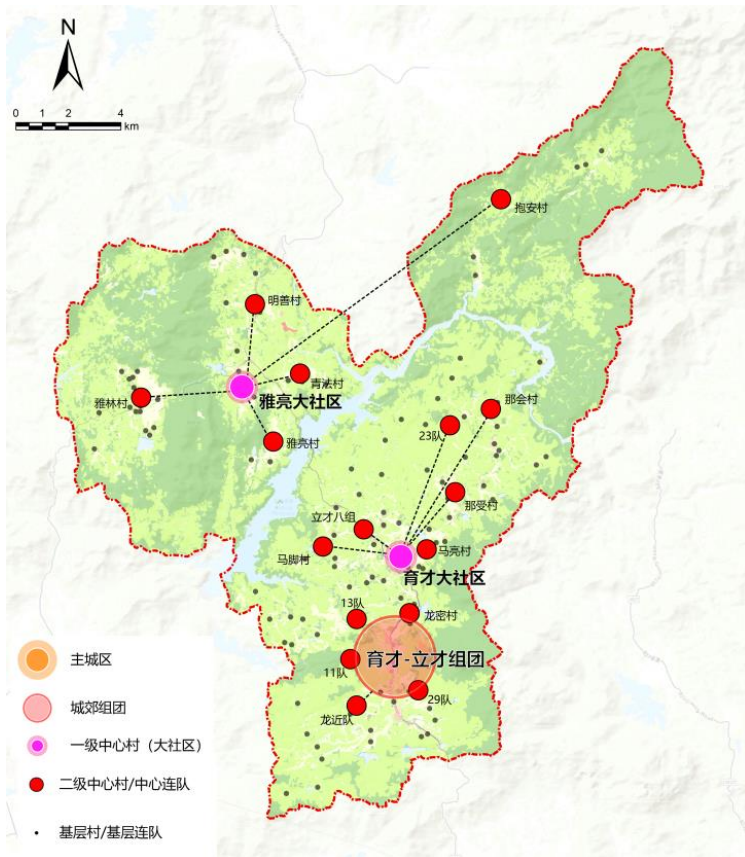 N
0 1 2 4
km
抱安村
明善村
青法村
雅林村
雅亮大社区
那会村
23队
雅亮村
那受村
立才八组
马亮村
马脚村
育才大社区
13队
龙密村
育才-立才组团
11队
29队
龙近队
主城区
城郊组团
一级中心村（大社区）
二级中心村/中心连队
基层村/基层连队